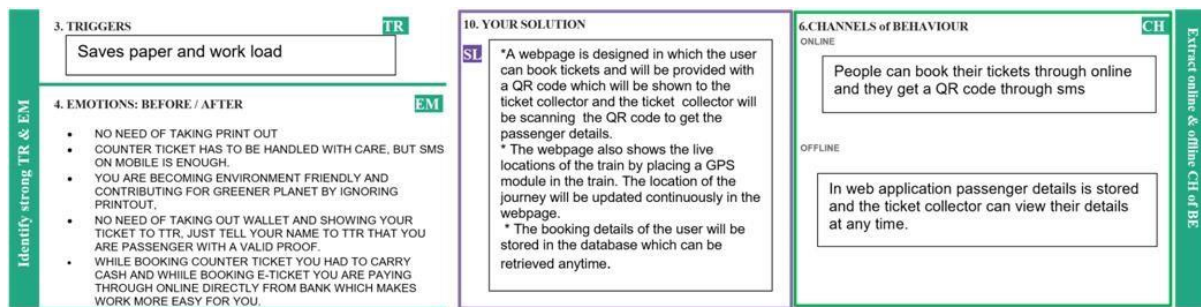 Identify strong TR & EM
3. TRIGGERS
TR
Saves paper and work load
4. EMOTIONS: BEFORE / AFTER
EM
• NO NEED OF TAKING PRINT OUT
• COUNTER TICKET HAS TO BE HANDLED WITH CARE, BUT SMS
ON MOBILE IS ENOUGH.
• YOU ARE BECOMING ENVIRONMENT FRIENDLY AND
CONTRIBUTING FOR GREENER PLANET BY IGNORING
PRINTOUT.
• NO NEED OF TAKING OUT WALLET AND SHOWING YOUR
TICKET TO TTR, JUST TELL YOUR NAME TO TTR THAT YOU
ARE PASSENGER WITH A VALID PROOF.
• WHILE BOOKING COUNTER TICKET YOU HAD TO CARRY
CASH AND WHIILE BOOKING E-TICKET YOU ARE PAYING
THROUGH ONLINE DIRECTLY FROM BANK WHICH MAKES
WORK MORE EASY FOR YOU.
10. YOUR SOLUTION
SL
*A webpage is designed in which the user
can book tickets and will be provided with
a QR code which will be shown to the
ticket collector and the ticket collector will
be scanning the QR code to get the
passenger details.
* The webpage also shows the live
locations of the train by placing a GPS
module in the train. The location of the
journey will be updated continuously in the
webpage.
* The booking details of the user will be
stored in the database which can be
retrieved anytime.
6.CHANNELS of BEHAVIOUR
CH
ONLINE
People can book their tickets through online
and they get a QR code through sms
OFFLINE
In web application passenger details is stored
and the ticket collector can view their details
at any time.
Extract online & offline CH of BE